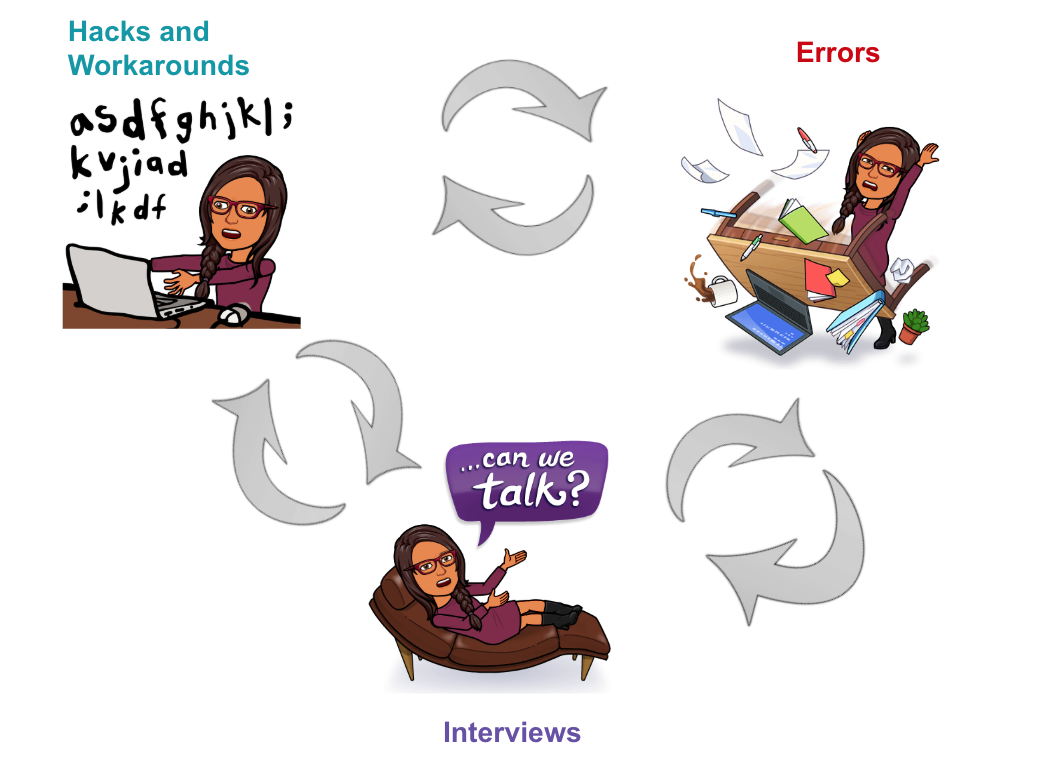 Hacks and
Workarounds
Errors
asdfghjkl;
kvjiad
;lkdf
...can we
talk?
Interviews